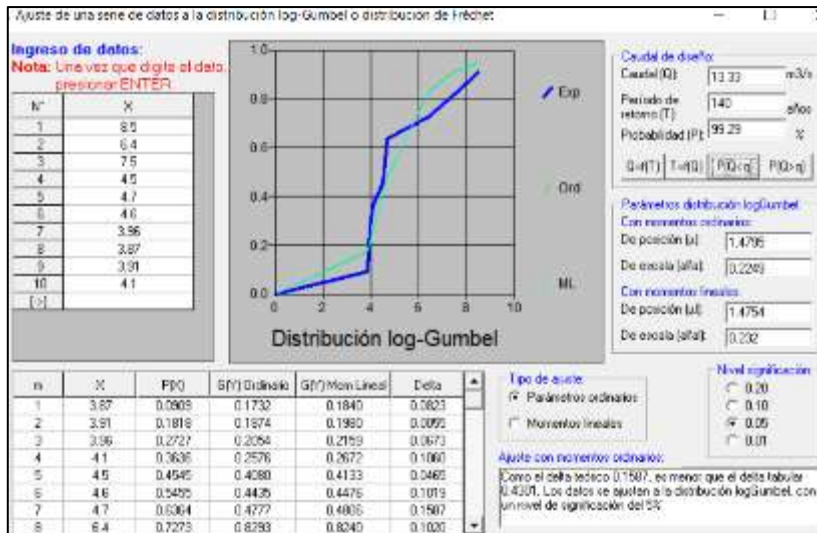 Ajuste de una serie de datos a la distribución log-Gumbel o distribución de Fréchet
Ingreso de datos:
Nota: Una vez que digite el dato, presionar ENTER
N° X
1 8.5
2 6.4
3 7.5
4 4.5
5 4.7
6 4.6
7 3.96
8 3.87
9 3.91
10 4.1
[->]
1.0
0.8
0.6
0.4
0.2
0.0
0 2 4 6 8 10
Exp
Ord
ML
Distribución log-Gumbel
Caudal de diseño:
Caudal (Q): 13.33 m3/s
Período de retorno (T): 140 años
Probabilidad (P): 99.29 %
Q=f(T) T=f(Q) P(Q<q) P(Q>q)
Parámetros distribución logGumbel:
Con momentos ordinarios:
De posición (µ): 1.4795
De escala (alfa): 0.2249
Con momentos lineales:
De posición (µl): 1.4754
De escala (alfal): 0.232
m X P(X) G(Y) Ordinario G(Y) Mom Lineal Delta
1 3.87 0.0909 0.1732 0.1840 0.0823
2 3.91 0.1818 0.1874 0.1980 0.0055
3 3.96 0.2727 0.2054 0.2159 0.0673
4 4.1 0.3636 0.2576 0.2672 0.1060
5 4.5 0.4545 0.4080 0.4133 0.0465
6 4.6 0.5455 0.4435 0.4476 0.1019
7 4.7 0.6364 0.4777 0.4806 0.1587
8 6.4 0.7273 0.8293 0.8240 0.1020
Tipo de ajuste:
Parámetros ordinarios
Momentos lineales
Nivel significación:
0.20
0.10
0.05
0.01
Ajuste con momentos ordinarios:
Como el delta teórico 0.1587, es menor que el delta tabular
0.4301. Los datos se ajustan a la distribución logGumbel, con
un nivel de significación del 5%